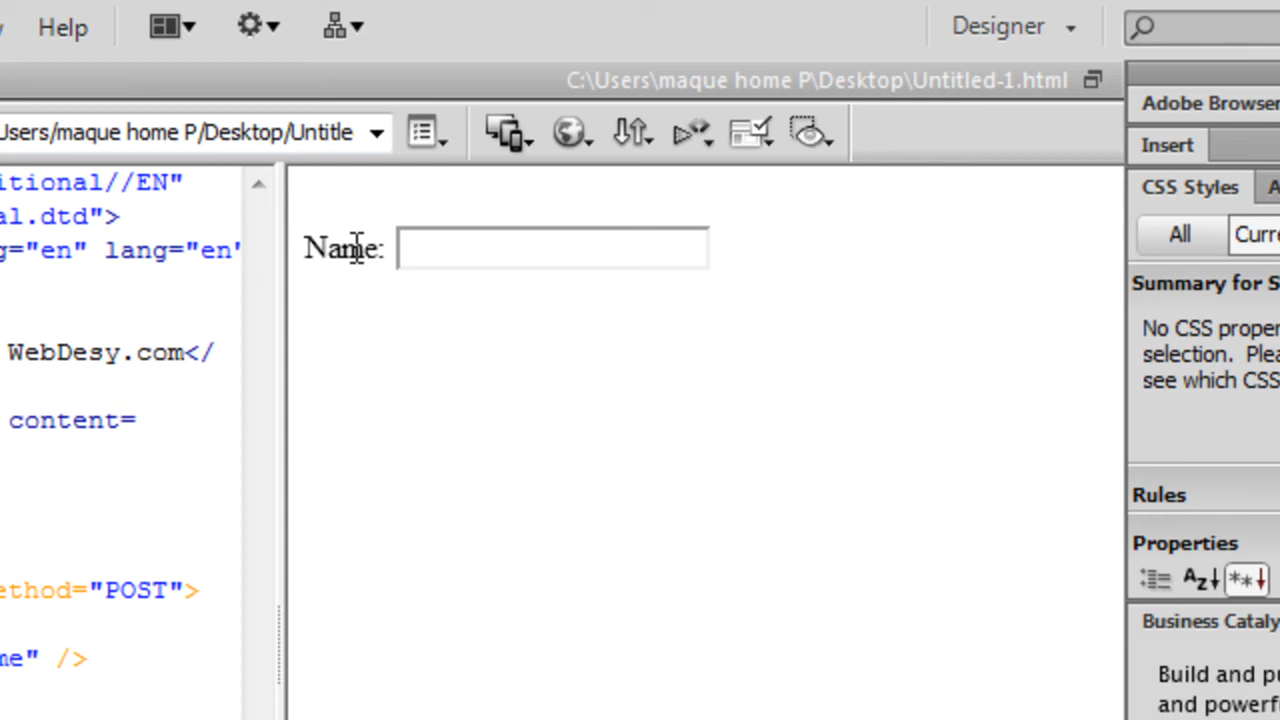 Help
Designer
C:\Users\maque home P\Desktop\Untitled-1.html
Adobe Browser
Users/maque home P/Desktop/Untitle
Insert
CSS Styles
itional//EN"
al.dtd">
g="en" lang="en"
All
Curre
Name:
Summary for S
No CSS proper
selection. Plea
see which CSS
WebDesy.com</
content=
Rules
Properties
ethod="POST">
Business Cataly
me" />
Build and pu
and powerf